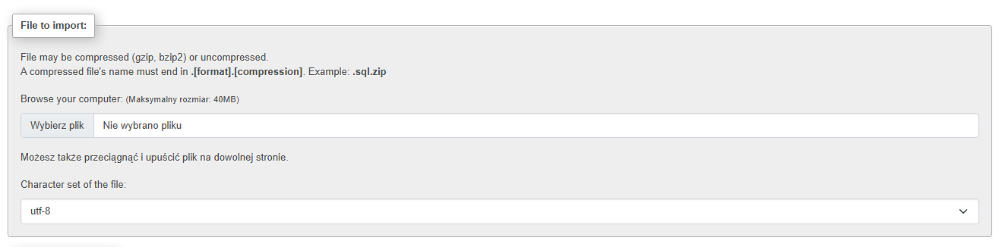 File to import:
File may be compressed (gzip, bzip2) or uncompressed.
A compressed file's name must end in .[format].[compression]. Example: .sql.zip
Browse your computer: (Maksymalny rozmiar: 40MB)
Wybierz plik Nie wybrano pliku
Możesz także przeciągnąć i upuścić plik na dowolnej stronie.
Character set of the file:
utf-8